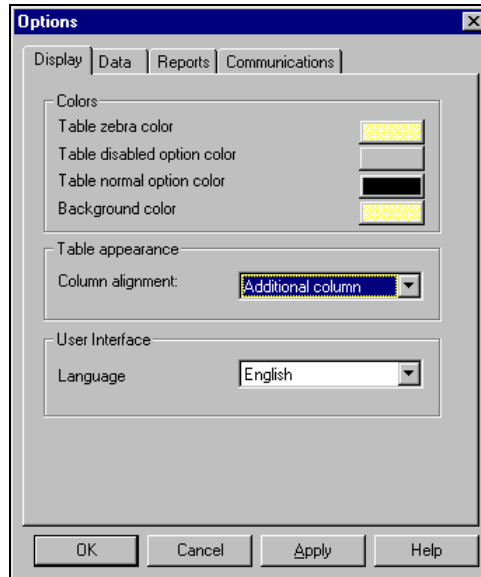 Options
Display Data Reports Communications
Colors
Table zebra color
Table disabled option color
Table normal option color
Background color
Table appearance
Column alignment: Additional column
User Interface
Language English
OK Cancel Apply Help